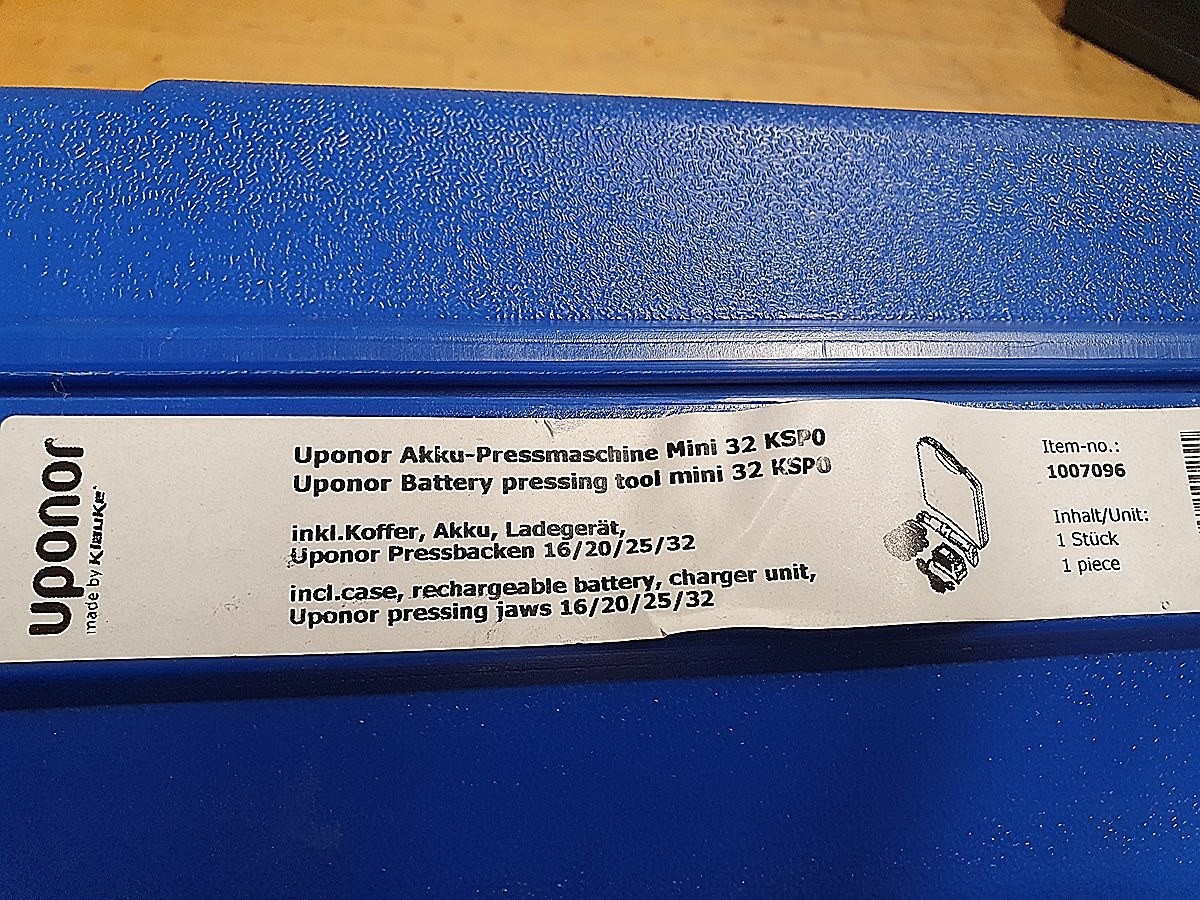 uponor
made by Klauke
Uponor Akku-Pressmaschine Mini 32 KSP0
Uponor Battery pressing tool mini 32 KSP0
inkl.Koffer, Akku, Ladegerät,
Uponor Pressbacken 16/20/25/32
incl.case, rechargeable battery, charger unit,
Uponor pressing jaws 16/20/25/32
Item-no.:
1007096
Inhalt/Unit:
1 Stück
1 piece